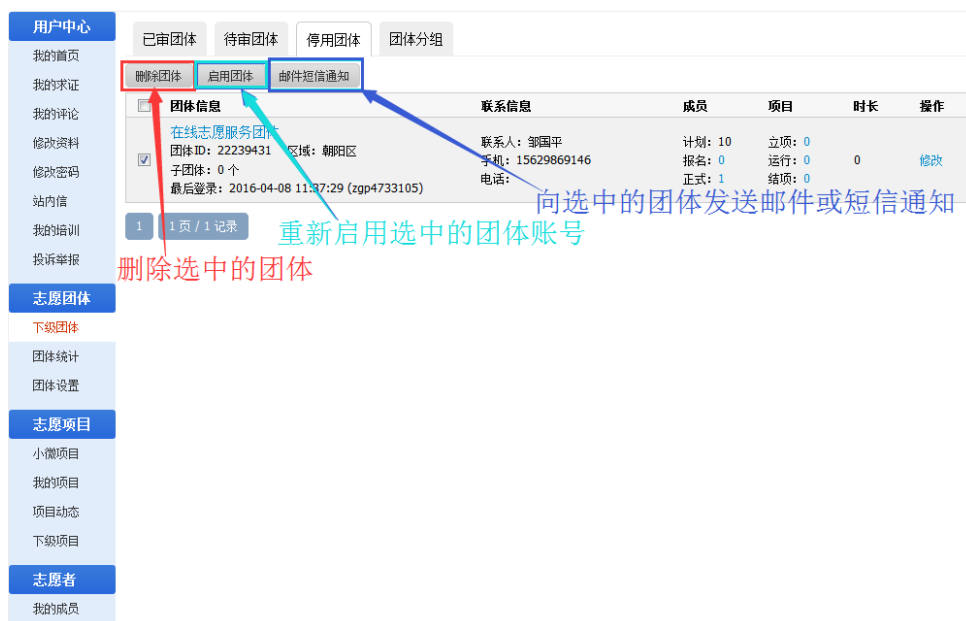 用户中心
我的首页
我的求证
我的评论
修改资料
修改密码
站内信
我的培训
投诉举报
志愿团体
下级团体
团体统计
团体设置
志愿项目
小微项目
我的项目
项目动态
下级项目
志愿者
我的成员
已审团体 待审团体 停用团体 团体分组
删除团体 启用团体 邮件短信通知
团体信息 联系信息 成员 项目 时长 操作
在线志愿服务团体
团体ID: 22239431 区域: 朝阳区
子团体: 0 个
最后登录: 2016-04-08 11:37:29 (zgp4733105)
联系人: 邹国平
手机: 15629869146
电话:
计划: 10
报名: 0
正式: 1
立项: 0
运行: 0
结项: 0
0
修改
向选中的团体发送邮件或短信通知
1 1 页 / 1 记录
重新启用选中的团体账号
删除选中的团体